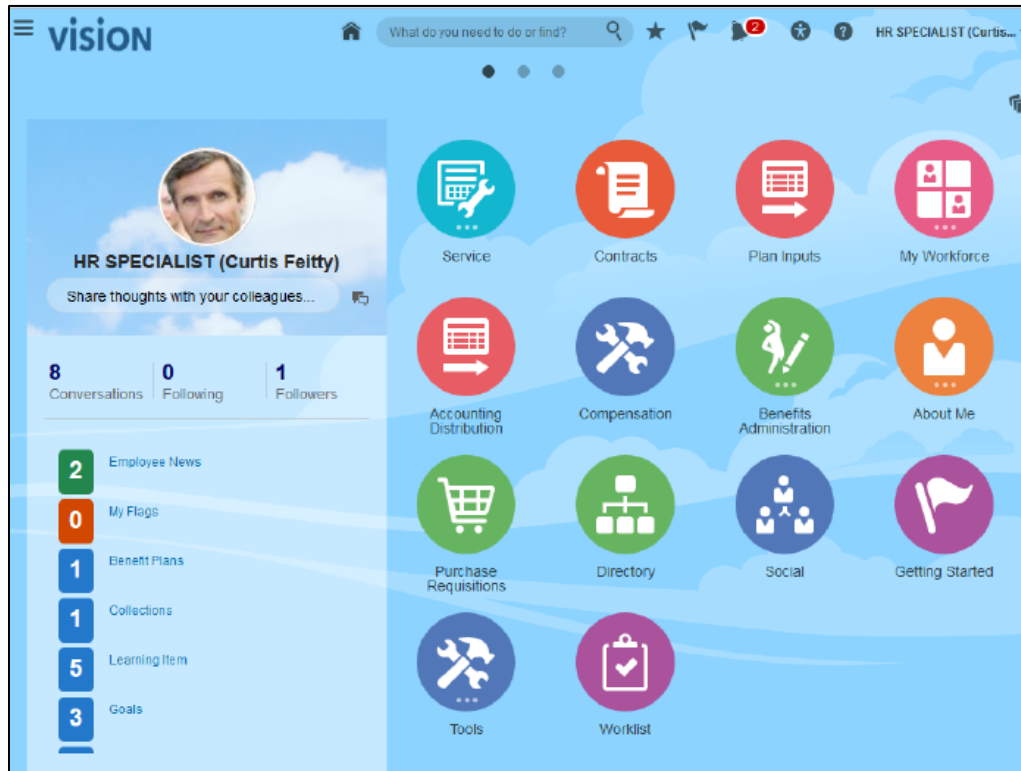 vision
What do you need to do or find?
2
?
HR SPECIALIST (Curtis...
HR SPECIALIST (Curtis Feitty)
Share thoughts with your colleagues...
8
Conversations
0
Following
1
Followers
2
Employee News
0
My Flags
1
Benefit Plans
1
Collections
5
Learning Item
3
Goals
Service
Contracts
Plan Inputs
My Workforce
Accounting
Distribution
Compensation
Benefits
Administration
About Me
Purchase
Requisitions
Directory
Social
Getting Started
Tools
Worklist